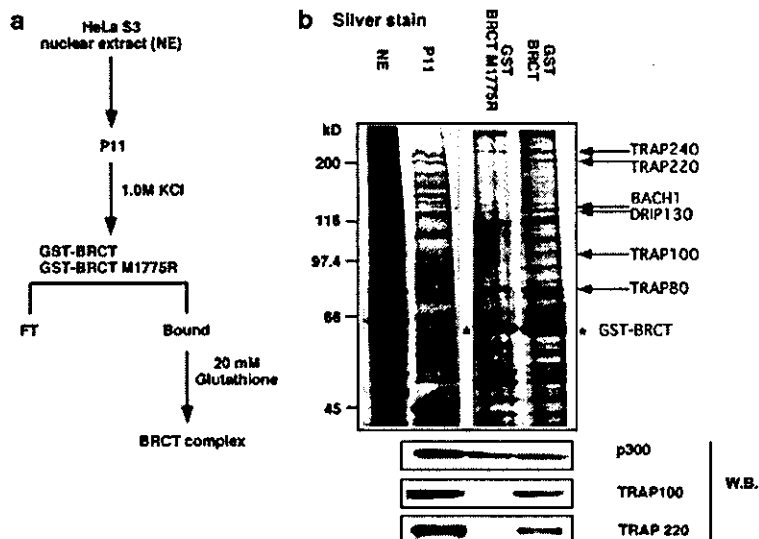 a
HeLa S3
nuclear extract (NE)
P11
1.0M KCl
GST-BRCT
GST-BRCT M1775R
FT
Bound
20 mM
Glutathione
BRCT complex
b
Silver stain
NE
P11
GST
BRCT M1775R
GST
BRCT
kD
200
116
97.4
66
45
TRAP240
TRAP220
BACH1
DRIP130
TRAP100
TRAP80
* GST-BRCT
p300
TRAP100
TRAP 220
W.B.